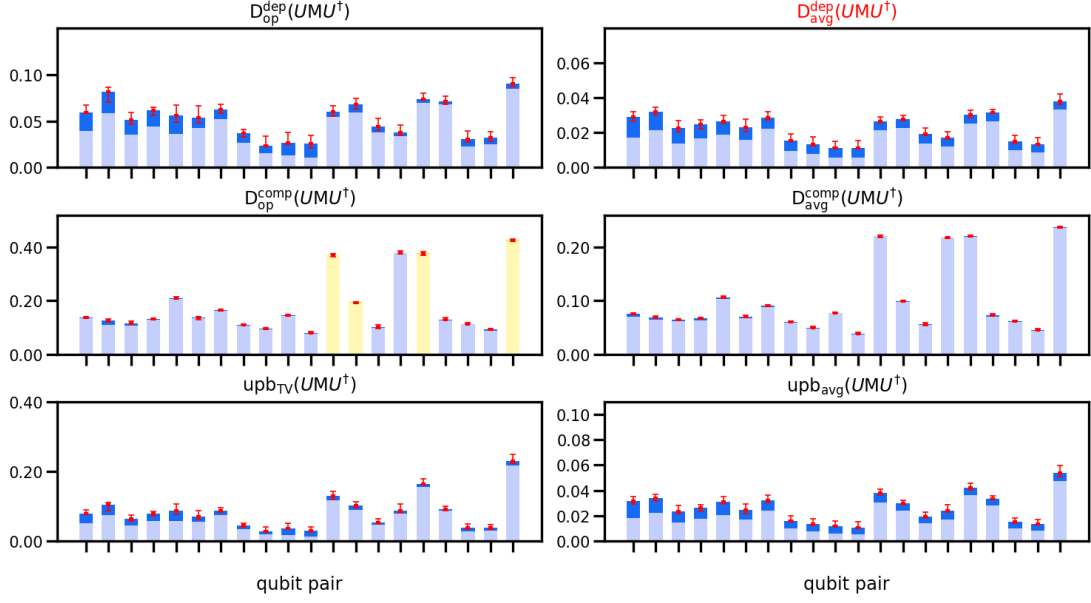 D_op^dep(UMU†)
D_avg^dep(UMU†)
0.10
0.05
0.00
0.06
0.04
0.02
0.00
D_op^comp(UMU†)
D_avg^comp(UMU†)
0.40
0.20
0.00
0.20
0.10
0.00
upb_TV(UMU†)
upb_avg(UMU†)
0.40
0.20
0.00
0.10
0.08
0.06
0.04
0.02
0.00
qubit pair
qubit pair